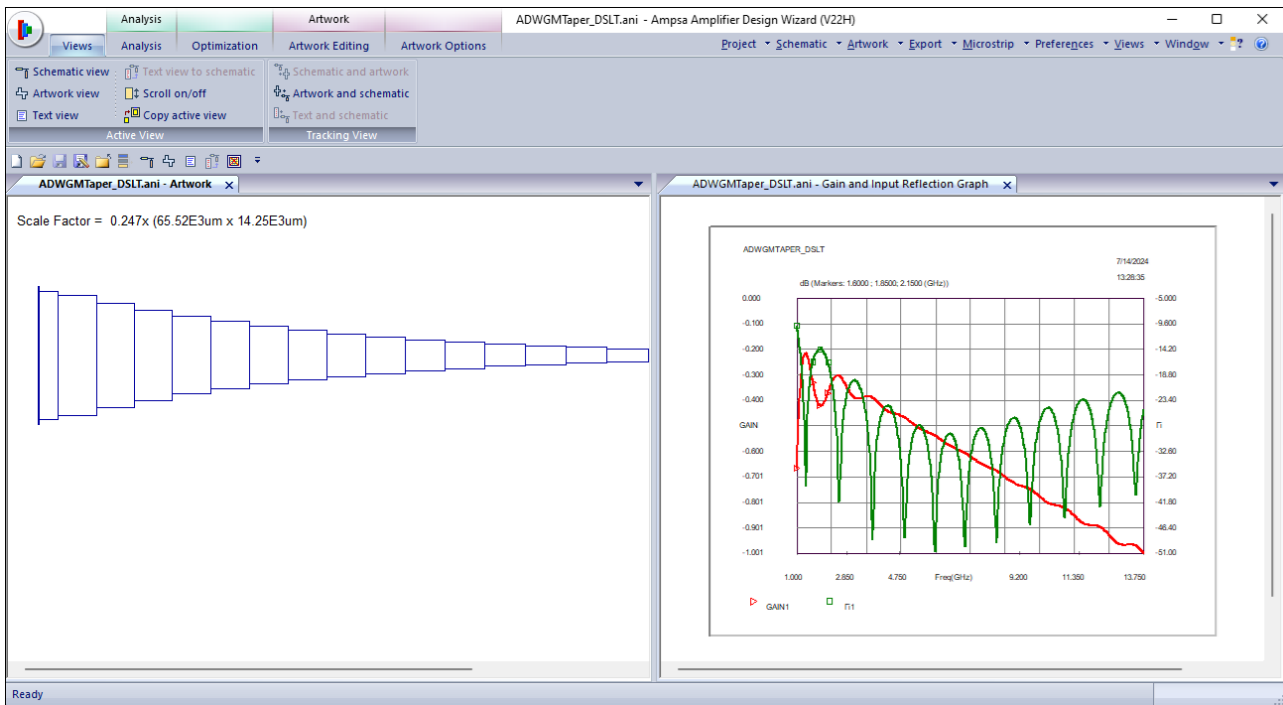 Analysis
Artwork
ADWGMTaper_DSLT.ani - Ampsa Amplifier Design Wizard (V22H)
Views
Analysis
Optimization
Artwork Editing
Artwork Options
Project
Schematic
Artwork
Export
Microstrip
Preferences
Views
Window
?
Schematic view
Text view to schematic
Schematic and artwork
Artwork view
Scroll on/off
Artwork and schematic
Text view
Copy active view
Text and schematic
Active View
Tracking View
ADWGMTaper_DSLT.ani - Artwork x
ADWGMTaper_DSLT.ani - Gain and Input Reflection Graph x
Scale Factor = 0.247x (65.52E3um x 14.25E3um)
ADWGMTAPER_DSLT
7/14/2024
13:28:35
dB (Markers: 1.6000 ; 1.8500; 2.1500 (GHz))
0.000
-5.000
-0.100
-9.600
-0.200
-14.20
-0.300
-18.80
-0.400
-23.40
GAIN
Γi
-0.600
-32.60
-0.701
-37.20
-0.801
-41.80
-0.901
-46.40
-1.001
-51.00
1.000
2.850
4.750
Freq(GHz)
9.200
11.350
13.750
GAIN1
Γi1
Ready